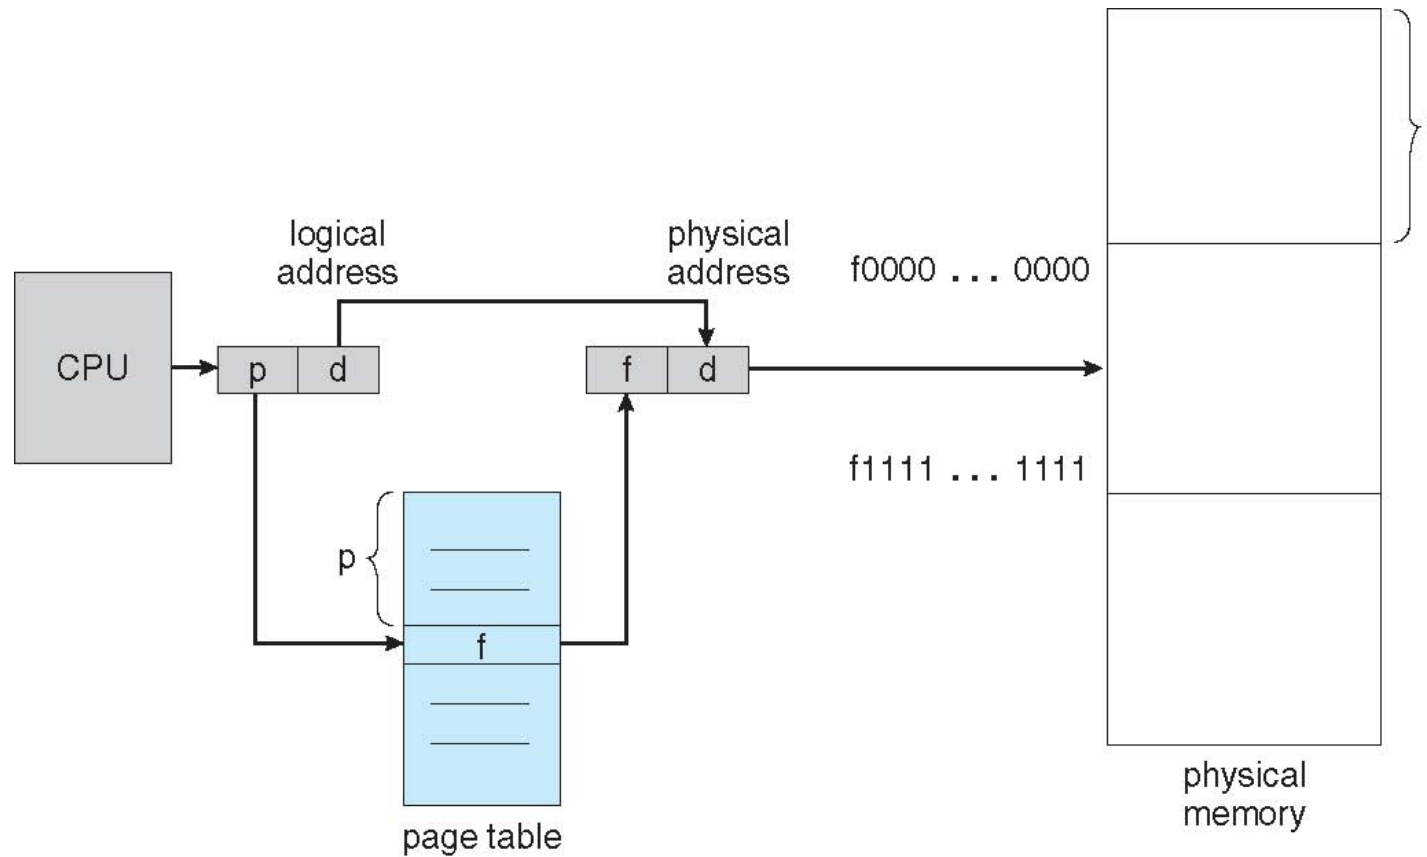 logical
address
physical
address
f0000 ... 0000
CPU
p
d
f
d
f1111 ... 1111
p
f
page table
physical
memory